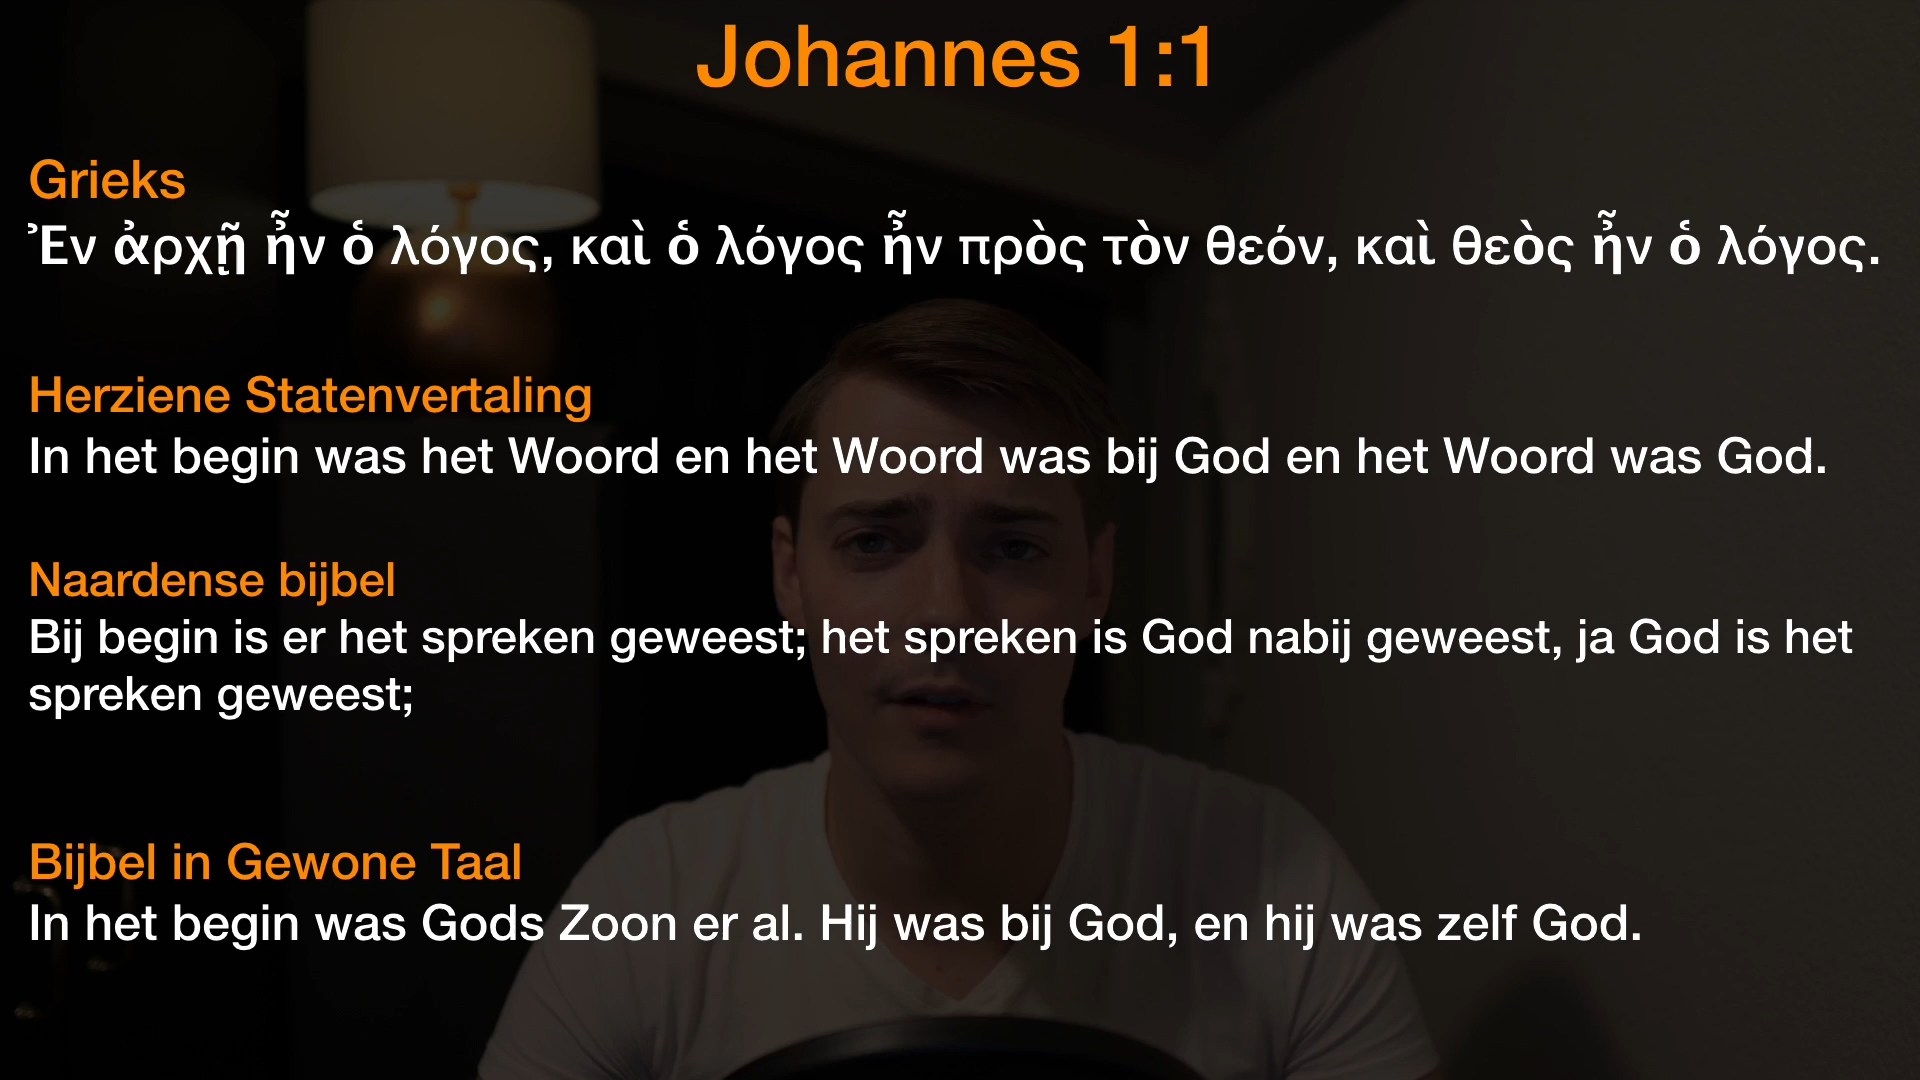 Johannes 1:1
Grieks
Ἐν ἀρχῇ ἦν ὁ λόγος, καὶ ὁ λόγος ἦν πρὸς τὸν θεόν, καὶ θεὸς ἦν ὁ λόγος.
Herziene Statenvertaling
In het begin was het Woord en het Woord was bij God en het Woord was God.
Naardense bijbel
Bij begin is er het spreken geweest; het spreken is God nabij geweest, ja God is het
spreken geweest;
Bijbel in Gewone Taal
In het begin was Gods Zoon er al. Hij was bij God, en hij was zelf God.